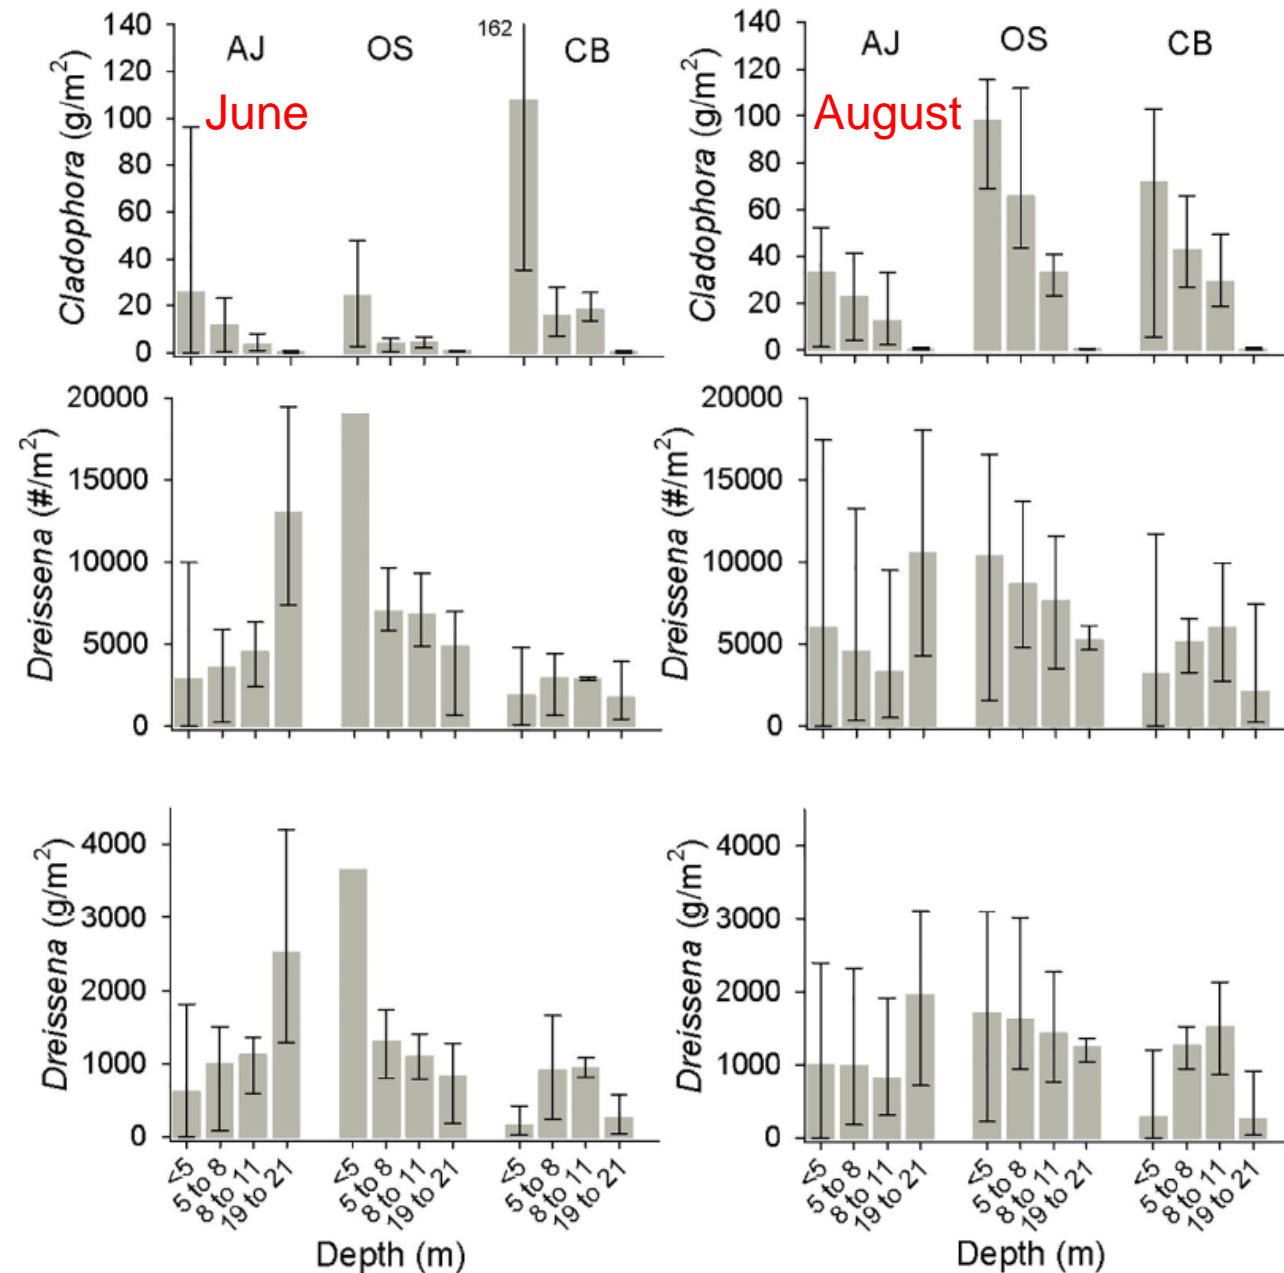 AJ OS 162 CB
June
Cladophora (g/m²)
140
120
100
80
60
40
20
0
AJ OS CB
August
Cladophora (g/m²)
140
120
100
80
60
40
20
0
Dreissena (#/m²)
20000
15000
10000
5000
0
Dreissena (#/m²)
20000
15000
10000
5000
0
Dreissena (g/m²)
4000
3000
2000
1000
0
<5 5 to 8 8 to 11 19 to 21 <5 5 to 8 8 to 11 19 to 21 <5 5 to 8 8 to 11 19 to 21
Depth (m)
Dreissena (g/m²)
4000
3000
2000
1000
0
<5 5 to 8 8 to 11 19 to 21 <5 5 to 8 8 to 11 19 to 21 <5 5 to 8 8 to 11 19 to 21
Depth (m)